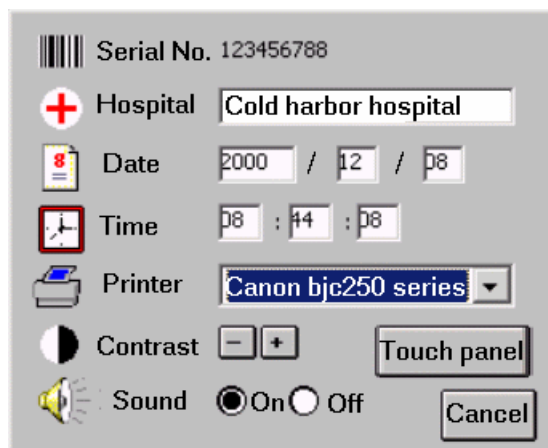 Serial No. 123456788
Hospital Cold harbor hospital
8
Date 2000 / 12 / 08
Time 08 : 44 : 08
Printer Canon bjc250 series
Contrast - +
Touch panel
Sound On Off
Cancel